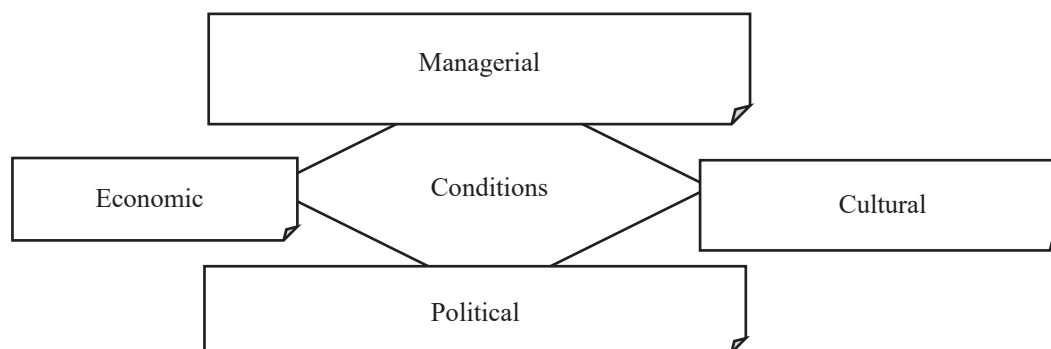 Managerial
Economic
Conditions
Cultural
Political